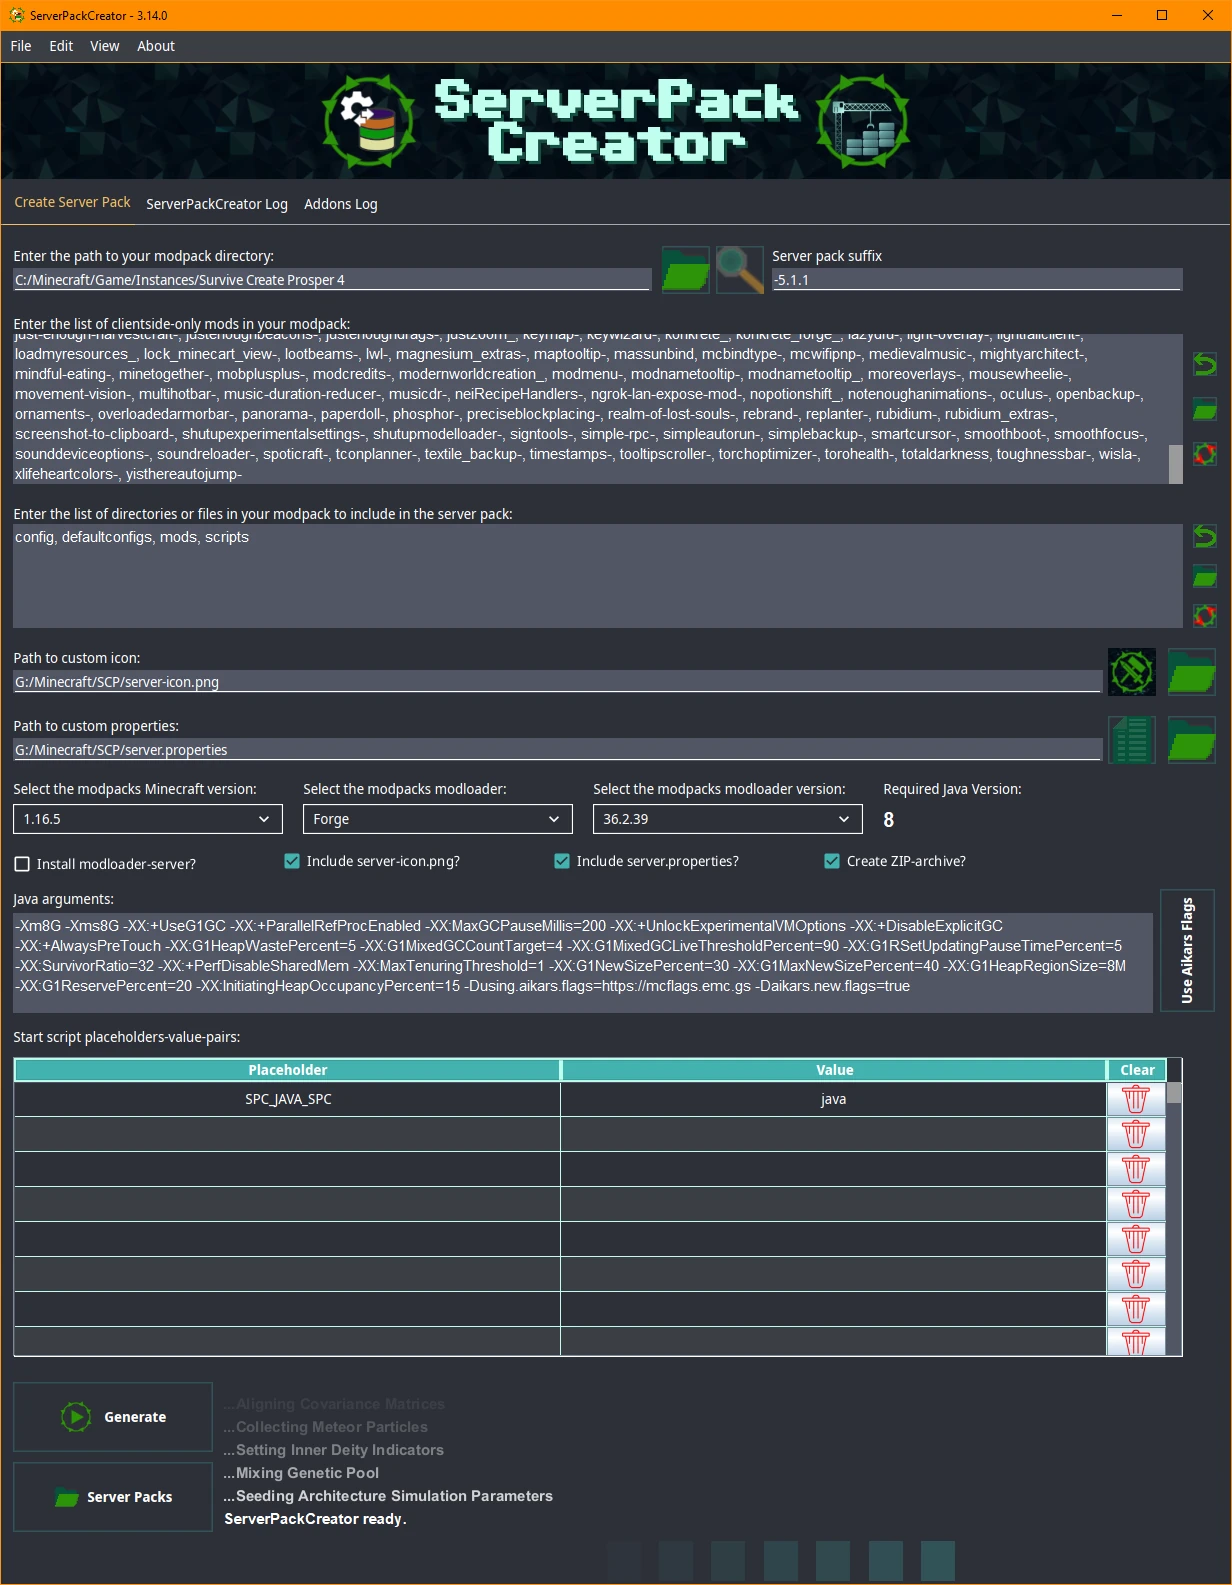 ServerPackCreator - 3.14.0
File Edit View About
ServerPack
Creator
Create Server Pack ServerPackCreator Log Addons Log
Enter the path to your modpack directory: Server pack suffix
C:/Minecraft/Game/Instances/Survive Create Prosper 4 -5.1.1
Enter the list of clientside-only mods in your modpack:
just-enough-harvestcraft-, justenoughbeacons-, justenoughdrags-, justzoom_, keymap-, keywizard-, konkrete_, konkrete_forge_, lazydfu-, light-overlay-, lightfallclient-,
loadmyresources_, lock_minecart_view-, lootbeams-, lwl-, magnesium_extras-, maptooltip-, massunbind, mcbindtype-, mcwifipnp-, medievalmusic-, mightyarchitect-,
mindful-eating-, minetogether-, mobplusplus-, modcredits-, modernworldcreation_, modmenu-, modnametooltip-, modnametooltip_, moreoverlays-, mousewheelie-,
movement-vision-, multihotbar-, music-duration-reducer-, musicdr-, neiRecipeHandlers-, ngrok-lan-expose-mod-, nopotionshift_, notenoughanimations-, oculus-, openbackup-,
ornaments-, overloadedarmorbar-, panorama-, paperdoll-, phosphor-, preciseblockplacing-, realm-of-lost-souls-, rebrand-, replanter-, rubidium-, rubidium_extras-,
screenshot-to-clipboard-, shutupexperimentalsettings-, shutupmodelloader-, signtools-, simple-rpc-, simpleautorun-, simplebackup-, smartcursor-, smoothboot-, smoothfocus-,
sounddeviceoptions-, soundreloader-, spoticraft-, tconplanner-, textile_backup-, timestamps-, tooltipscroller-, torchoptimizer-, torohealth-, totaldarkness, toughnessbar-, wisla-,
xlifeheartcolors-, yisthereautojump-
Enter the list of directories or files in your modpack to include in the server pack:
config, defaultconfigs, mods, scripts
Path to custom icon:
G:/Minecraft/SCP/server-icon.png
Path to custom properties:
G:/Minecraft/SCP/server.properties
Select the modpacks Minecraft version: Select the modpacks modloader: Select the modpacks modloader version: Required Java Version:
1.16.5 Forge 36.2.39 8
Install modloader-server? Include server-icon.png? Include server.properties? Create ZIP-archive?
Java arguments:
-Xm8G -Xms8G -XX:+UseG1GC -XX:+ParallelRefProcEnabled -XX:MaxGCPauseMillis=200 -XX:+UnlockExperimentalVMOptions -XX:+DisableExplicitGC
-XX:+AlwaysPreTouch -XX:G1HeapWastePercent=5 -XX:G1MixedGCCountTarget=4 -XX:G1MixedGCLiveThresholdPercent=90 -XX:G1RSetUpdatingPauseTimePercent=5
-XX:SurvivorRatio=32 -XX:+PerfDisableSharedMem -XX:MaxTenuringThreshold=1 -XX:G1NewSizePercent=30 -XX:G1MaxNewSizePercent=40 -XX:G1HeapRegionSize=8M
-XX:G1ReservePercent=20 -XX:InitiatingHeapOccupancyPercent=15 -Dusing.aikars.flags=https://mcflags.emc.gs -Daikars.new.flags=true
Use Aikars Flags
Start script placeholders-value-pairs:
Placeholder Value Clear
SPC_JAVA_SPC java
Generate
Server Packs
...Aligning Covariance Matrices
...Collecting Meteor Particles
...Setting Inner Deity Indicators
...Mixing Genetic Pool
...Seeding Architecture Simulation Parameters
ServerPackCreator ready.